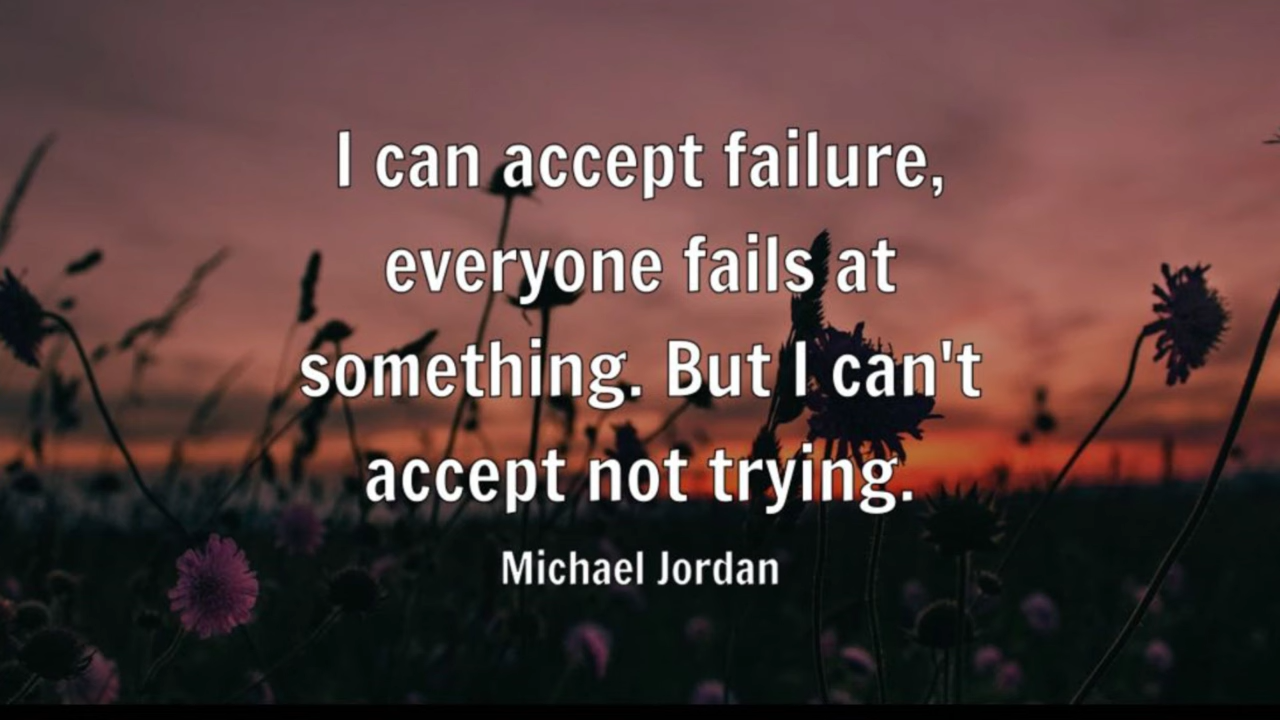 I can accept failure,
everyone fails at
something. But I can't
accept not trying.
Michael Jordan